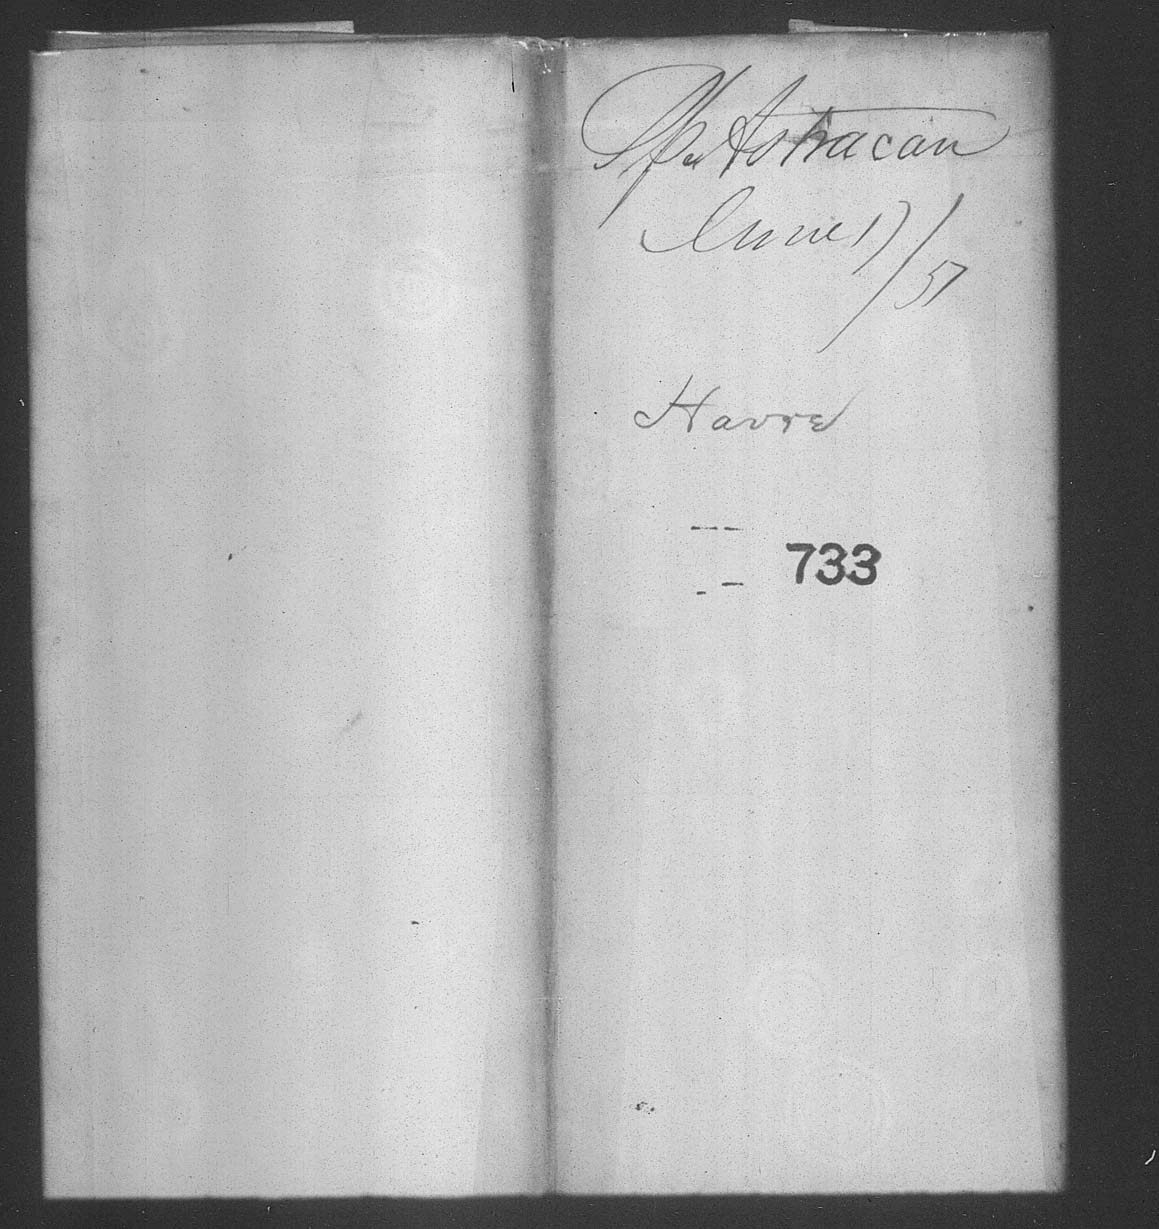 Sp Astracan
June 17/57
Havre
733